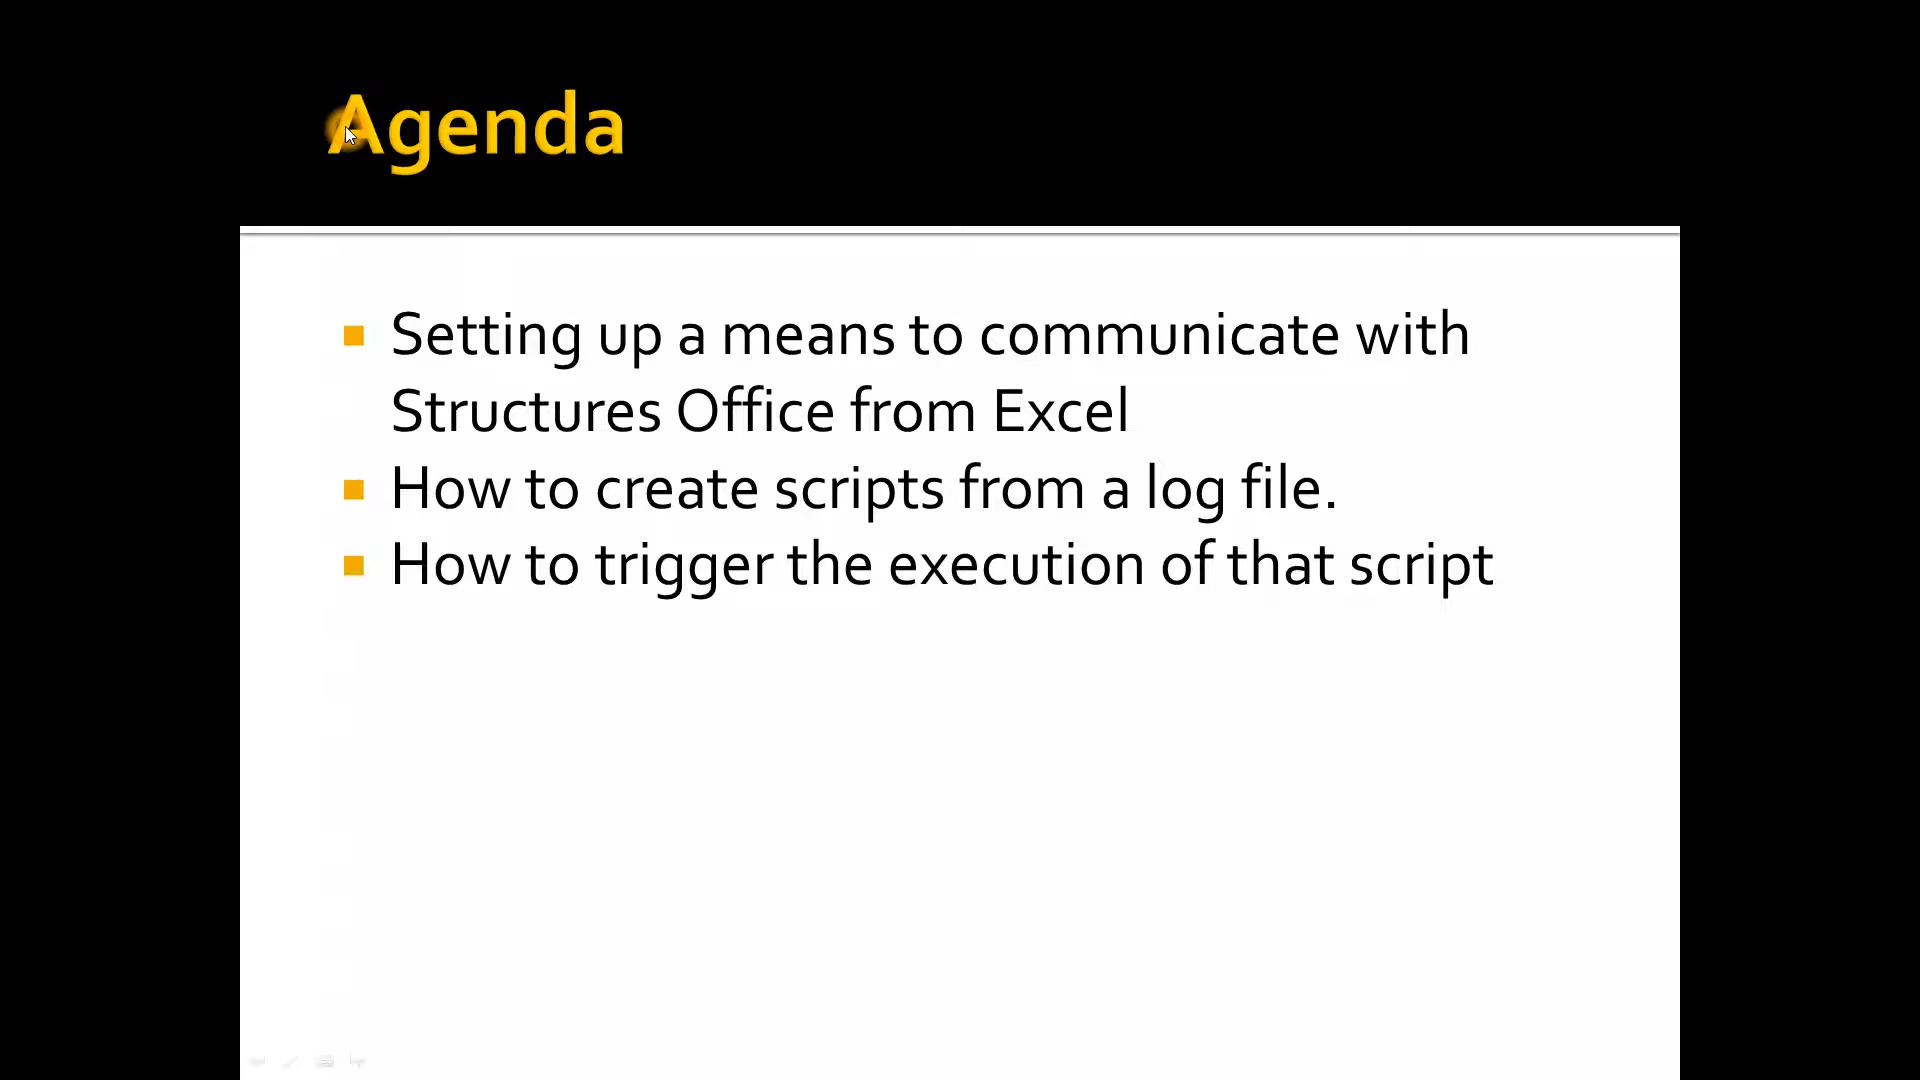 Agenda
Setting up a means to communicate with
Structures Office from Excel
How to create scripts from a log file.
How to trigger the execution of that script